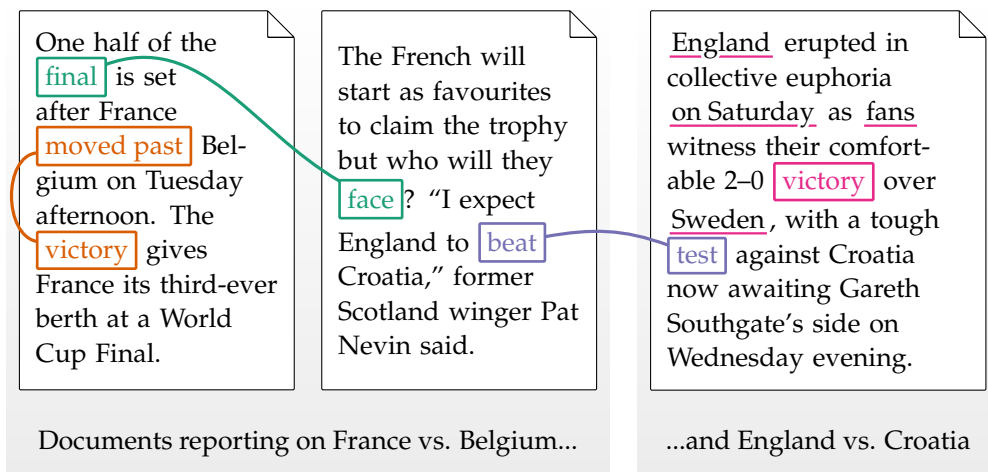 One half of the
final is set
after France
moved past Bel-
gium on Tuesday
afternoon. The
victory gives
France its third-ever
berth at a World
Cup Final.
The French will
start as favourites
to claim the trophy
but who will they
face? “I expect
England to beat
Croatia,” former
Scotland winger Pat
Nevin said.
England erupted in
collective euphoria
on Saturday as fans
witness their comfort-
able 2–0 victory over
Sweden, with a tough
test against Croatia
now awaiting Gareth
Southgate’s side on
Wednesday evening.
Documents reporting on France vs. Belgium...
...and England vs. Croatia